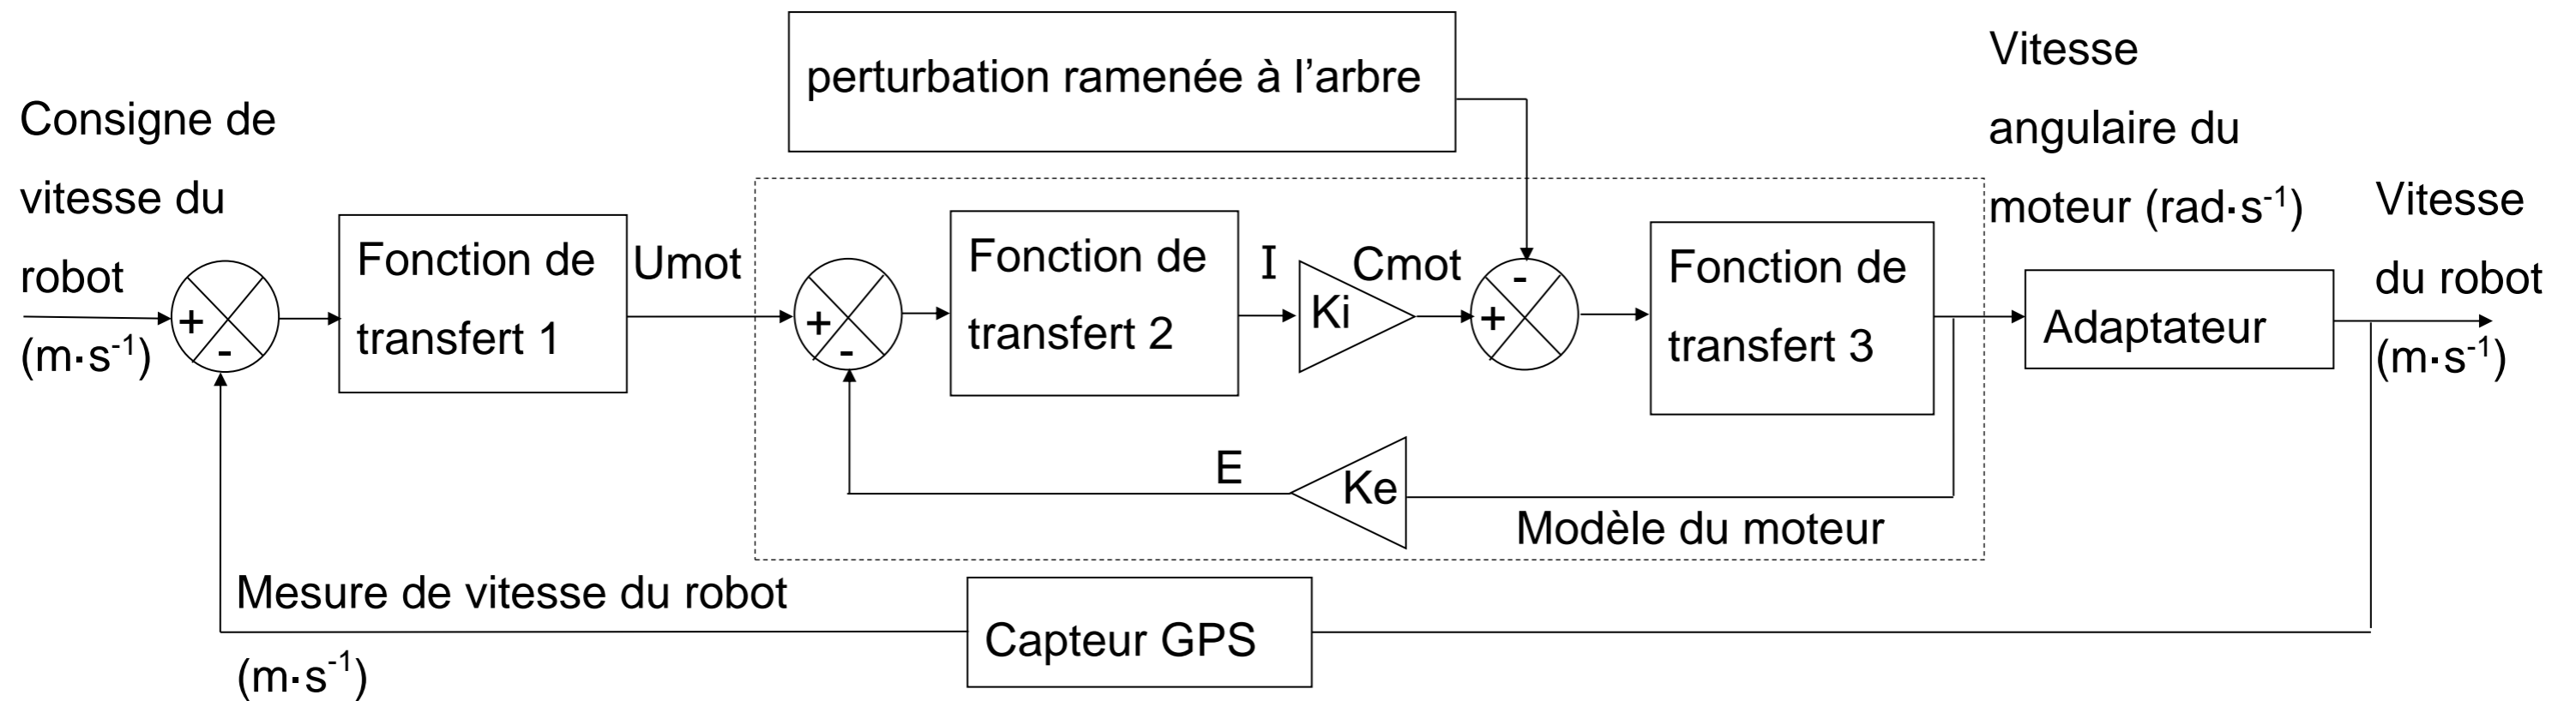 perturbation ramenée à l’arbre
Consigne de
vitesse du
robot
(m·s-1)
+
-
Fonction de
transfert 1
Umot
+
-
Fonction de
transfert 2
I
Ki
Cmot
-
+
Fonction de
transfert 3
Vitesse
angulaire du
moteur (rad·s-1)
Adaptateur
Vitesse
du robot
(m·s-1)
E
Ke
Modèle du moteur
Mesure de vitesse du robot
(m·s-1)
Capteur GPS